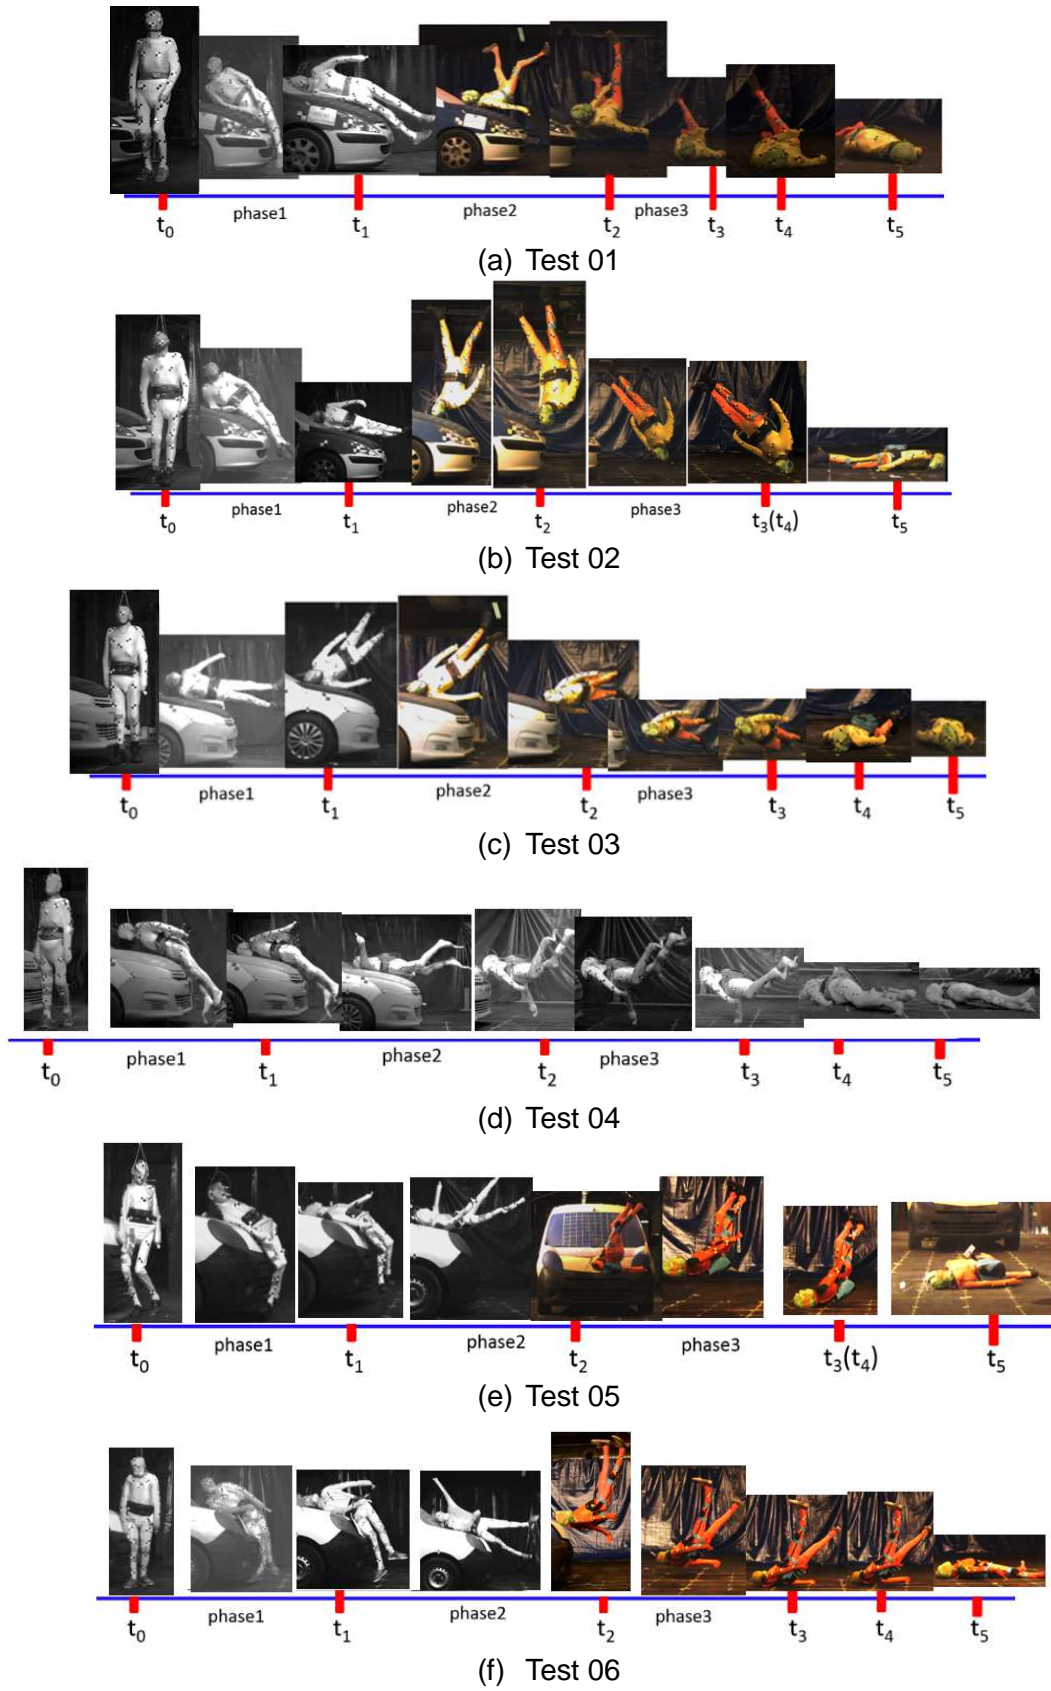 phase1 phase2 phase3
t0 t1 t2 t3 t4 t5
(a) Test 01
phase1 phase2 phase3
t0 t1 t2 t3(t4) t5
(b) Test 02
phase1 phase2 phase3
t0 t1 t2 t3 t4 t5
(c) Test 03
phase1 phase2 phase3
t0 t1 t2 t3 t4 t5
(d) Test 04
phase1 phase2 phase3
t0 t1 t2 t3(t4) t5
(e) Test 05
phase1 phase2 phase3
t0 t1 t2 t3 t4 t5
(f) Test 06